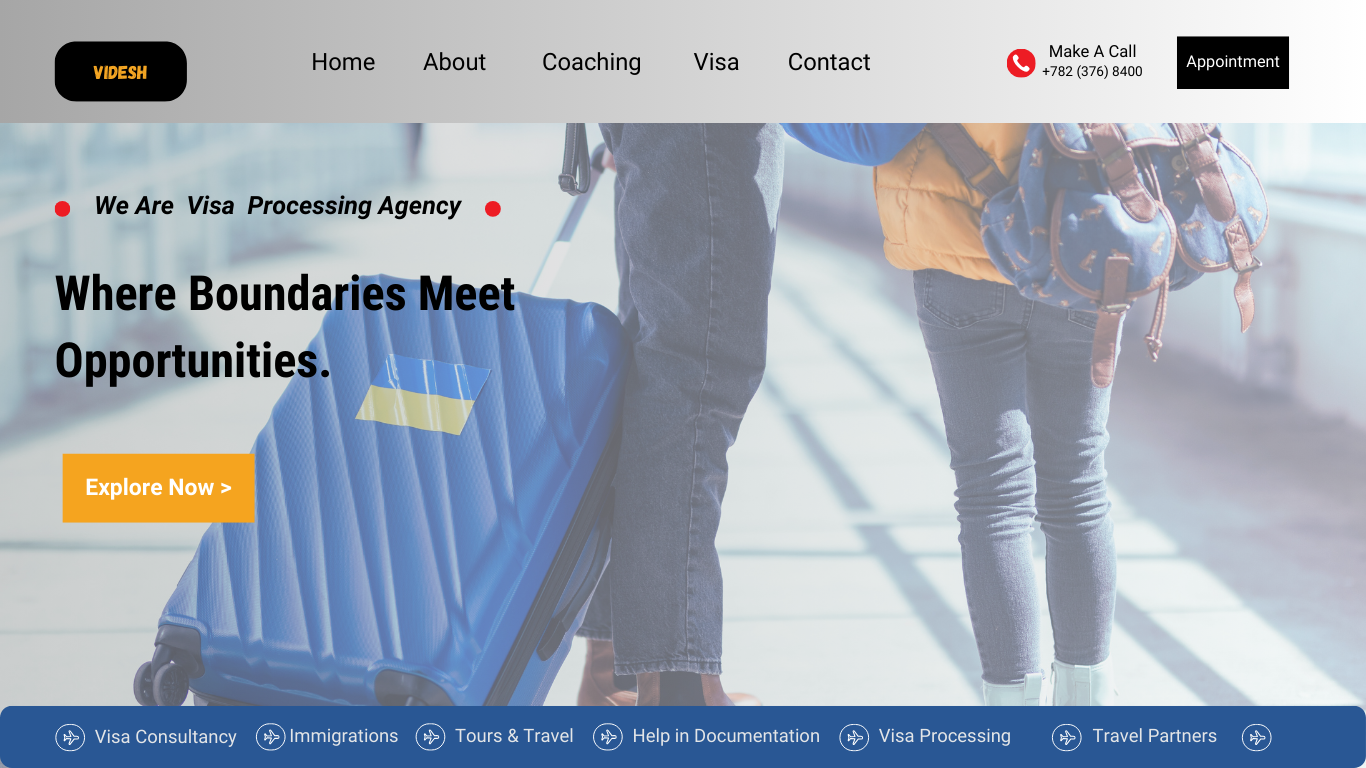 VIDESH
Home
About
Coaching
Visa
Contact
Make A Call
+782 (376) 8400
Appointment
We Are Visa Processing Agency
Where Boundaries Meet
Opportunities.
Explore Now >
Visa Consultancy
Immigrations
Tours & Travel
Help in Documentation
Visa Processing
Travel Partners